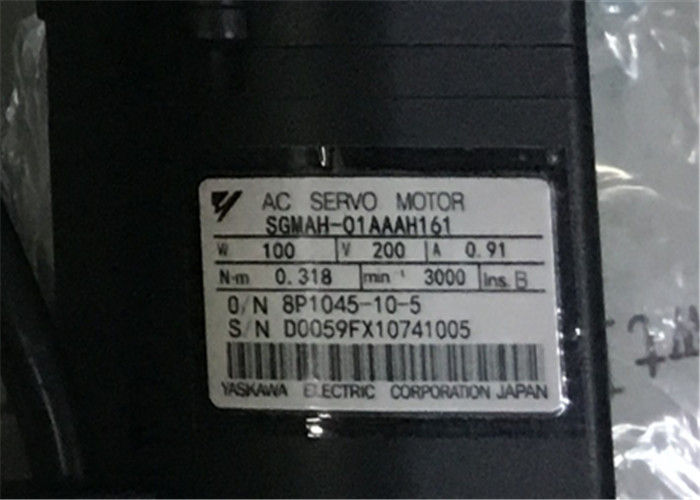 AC SERVO MOTOR
SGMAH-01AAAH161
W 100 V 200 A 0.91
N·m 0.318 min⁻¹ 3000 Ins. B
O/N 8P1045-10-5
S/N D0059FX10741005
YASKAWA ELECTRIC CORPORATION JAPAN